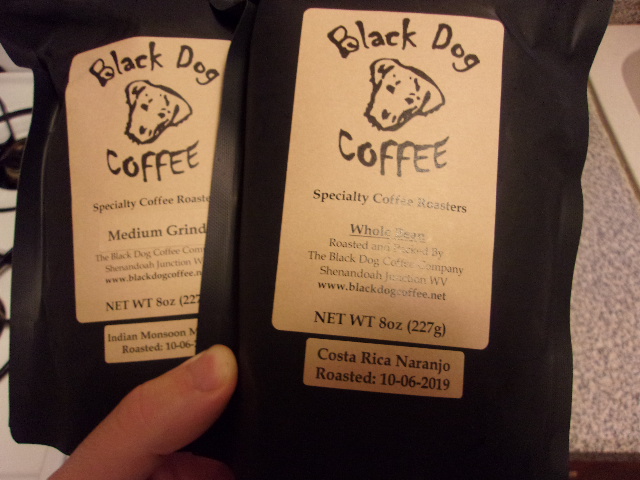 Black Dog
COFFEE
Specialty Coffee
Medium Grind
The Black Dog Coffee
Shenandoah Junction WV
www.blackdogcoffee.
NET WT 8oz (227
Indian Monsoon M
Roasted: 10-06-
Black Dog
COFFEE
Specialty Coffee Roasters
Whole Bean
Roasted and Packed By
The Black Dog Coffee Company
Shenandoah Junction WV
www.blackdogcoffee.net
NET WT 8oz (227g)
Costa Rica Naranjo
Roasted: 10-06-2019